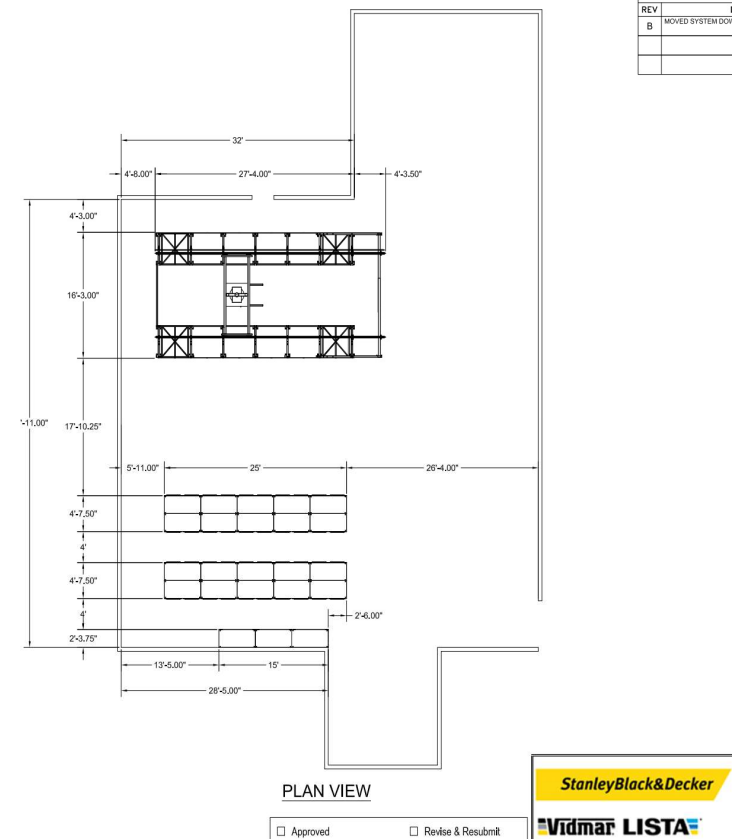 REV
B MOVED SYSTEM
32'
4'-8.00" 27'-4.00" 4'-3.50"
4'-3.00"
16'-3.00"
'-11.00" 17'-10.25"
5'-11.00" 25' 26'-4.00"
4'-7.50"
4'
4'-7.50"
4'
2'-6.00"
2'-3.75"
13'-5.00" 15'
28'-5.00"
PLAN VIEW
StanleyBlack&Decker
☐ Approved ☐ Revise & Resubmit
Vidmar LISTA